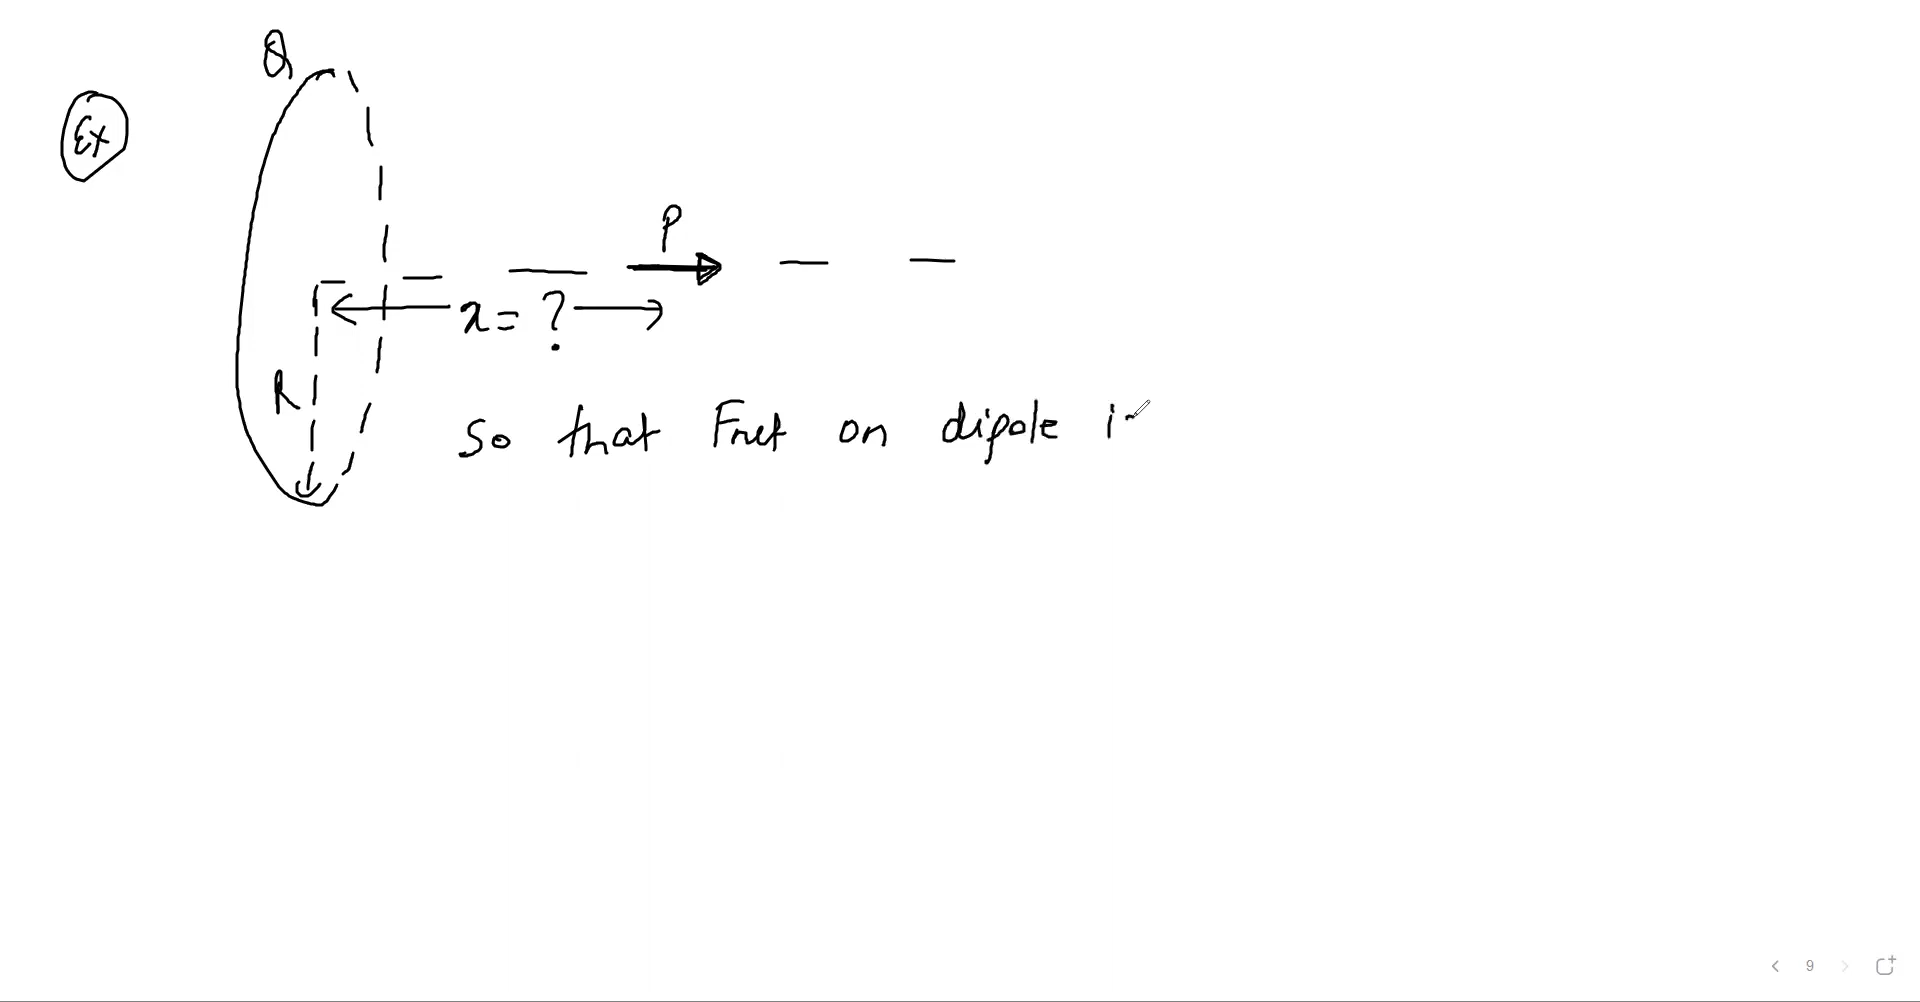 Q
Ex
P
x = ?
R
so that Fnet on dipole i
9